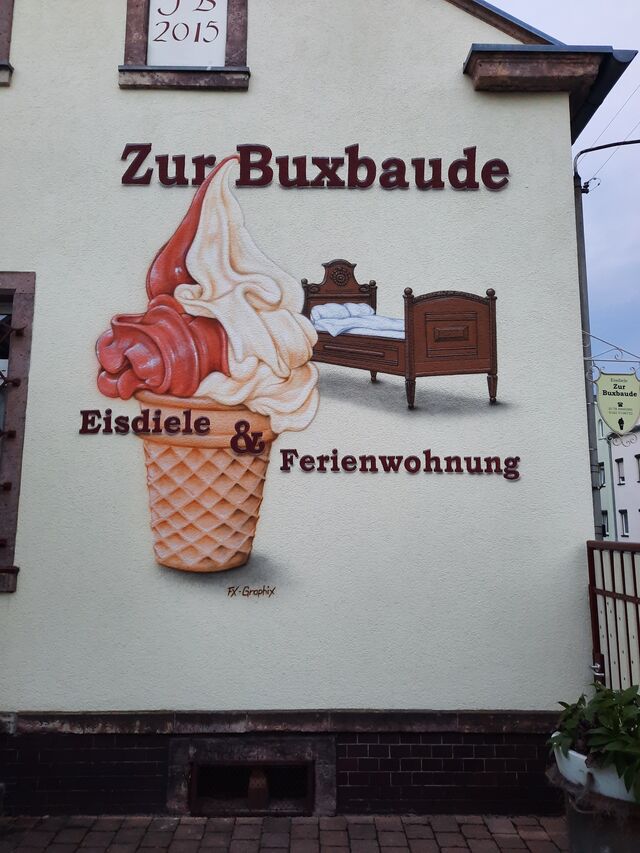 J B
2015
Zur Buxbaude
Eisdiele
&
Ferienwohnung
FX-Graphix
Eisdiele
Zur
Buxbaude